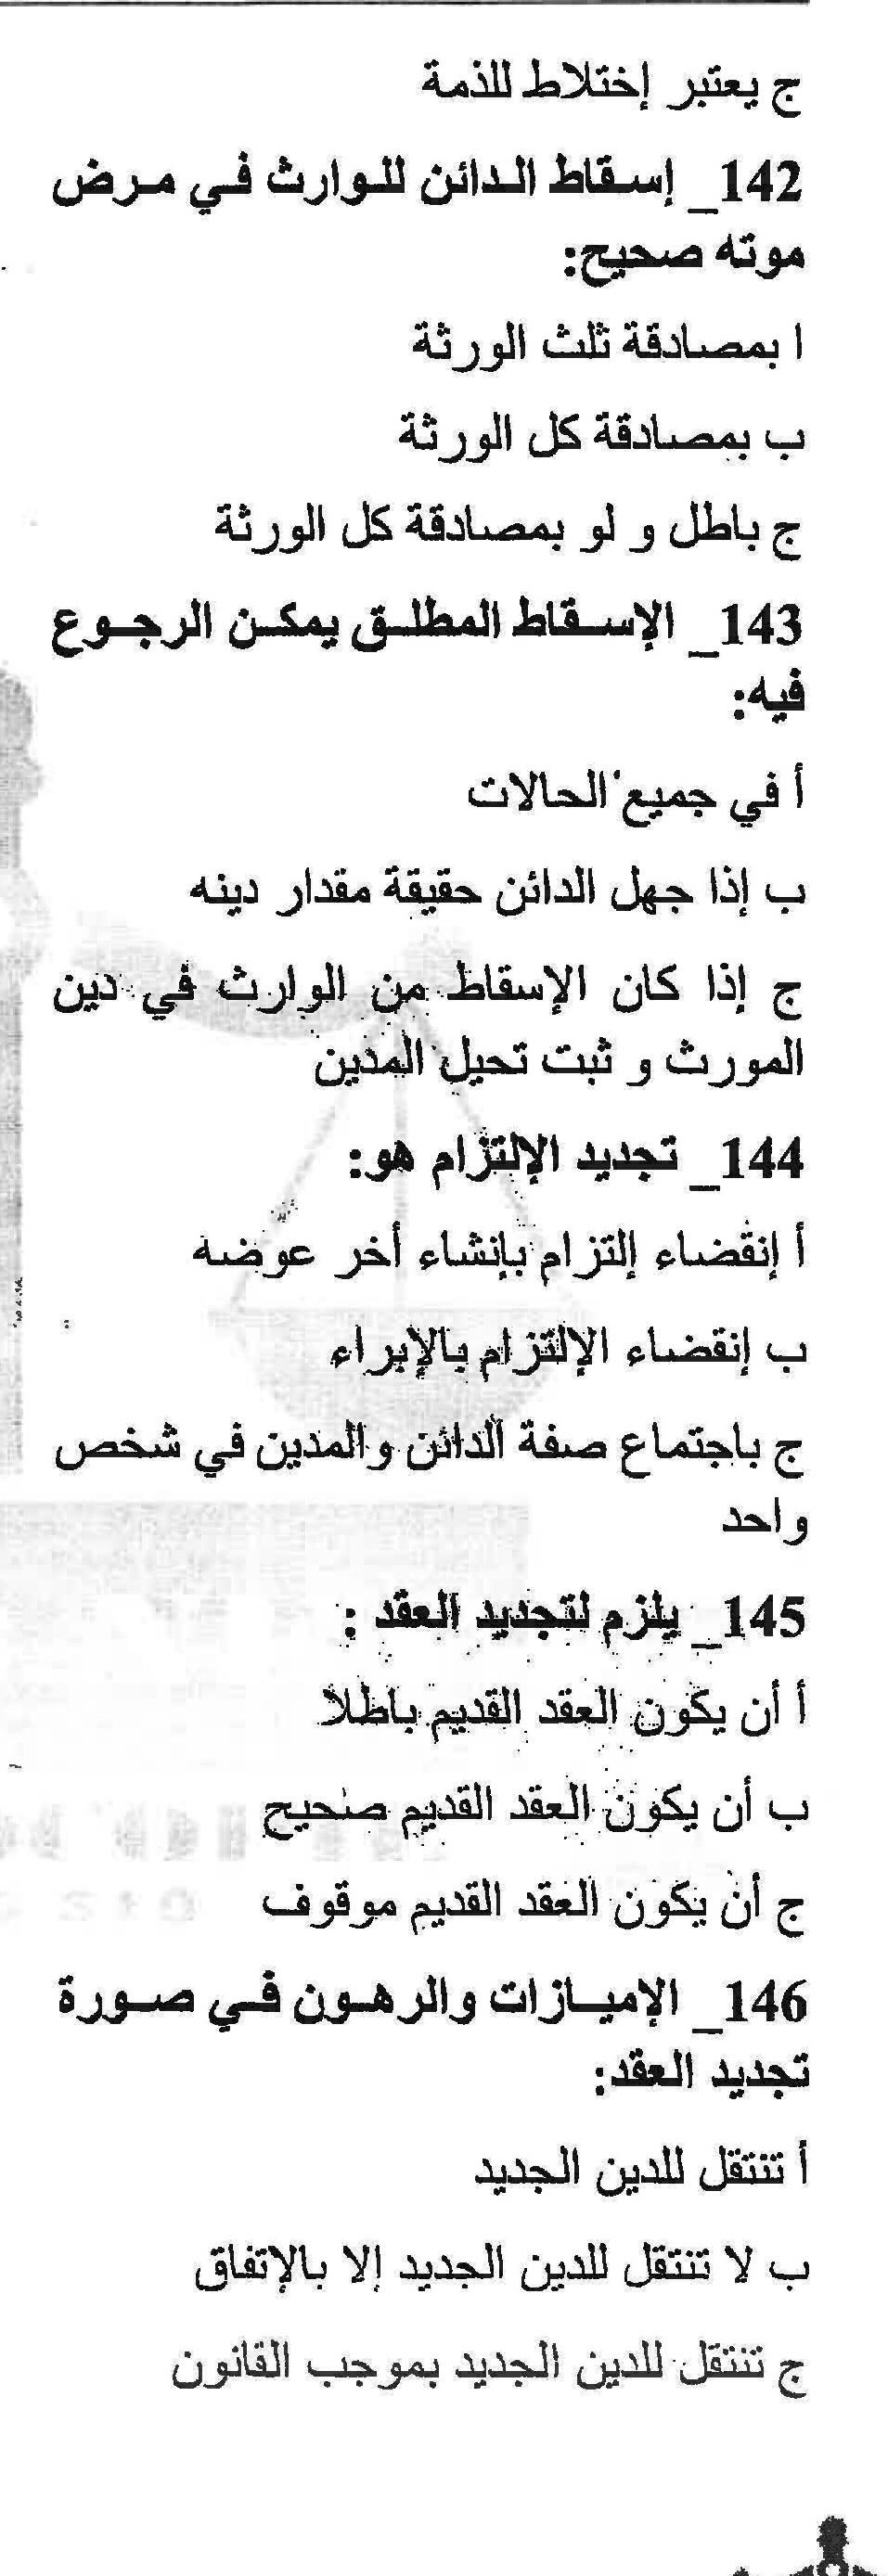 ج يعتبر إختلاط للذمة
142_ إسقاط الدائن للوارث في مرض
موته صحيح:
ا بمصادقة ثلث الورثة
ب بمصادقة كل الورثة
ج باطل و لو بمصادقة كل الورثة
143_ الإسقاط المطلق يمكن الرجوع
فيه:
أ في جميع الحالات
ب إذا جهل الدائن حقيقة مقدار دينه
ج إذا كان الإسقاط من الوارث في دين
المورث و ثبت تحيل المدين
144_ تجديد الإلتزام هو:
أ إنقضاء إلتزام بإنشاء أخر عوضه
ب إنقضاء الإلتزام بالإبراء
ج باجتماع صفة الدائن والمدين في شخص
واحد
145_ يلزم لتجديد العقد :
أ أن يكون العقد القديم باطلا
ب أن يكون العقد القديم صحيح
ج أن يكون العقد القديم موقوف
146_ الإميازات والرهون في صورة
تجديد العقد:
أ تنتقل للدين الجديد
ب لا تنتقل للدين الجديد إلا بالإتفاق
ج تنتقل للدين الجديد بموجب القانون